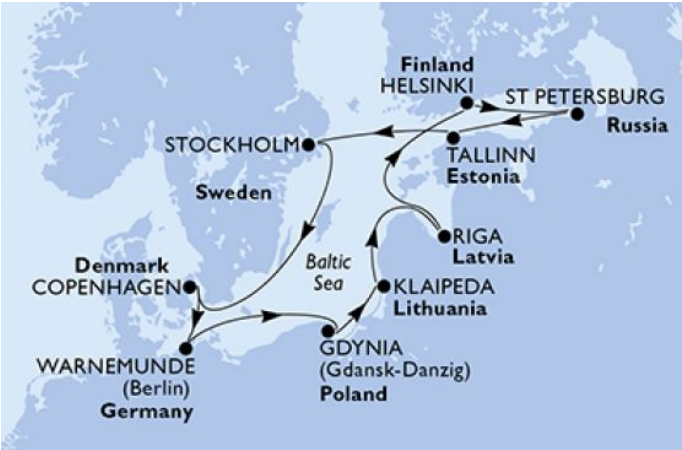 Finland
HELSINKI
ST PETERSBURG
Russia
STOCKHOLM
TALLINN
Estonia
Sweden
RIGA
Latvia
Baltic
Sea
Denmark
COPENHAGEN
KLAIPEDA
Lithuania
WARNEMUNDE
(Berlin)
Germany
GDYNIA
(Gdansk-Danzig)
Poland